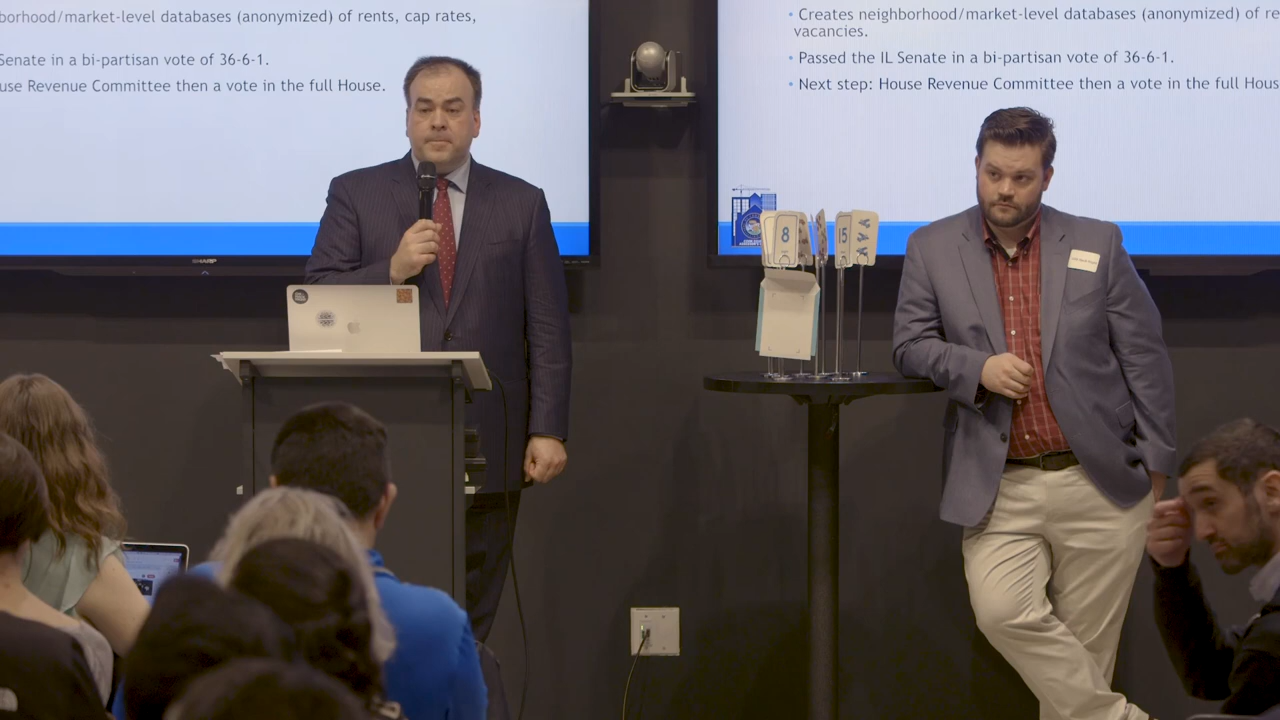 borhood/market-level databases (anonymized) of rents, cap rates,
Senate in a bi-partisan vote of 36-6-1.
use Revenue Committee then a vote in the full House.
SHARP
• Creates neighborhood/market-level databases (anonymized) of re
vacancies.
• Passed the IL Senate in a bi-partisan vote of 36-6-1.
• Next step: House Revenue Committee then a vote in the full Hous
8
15